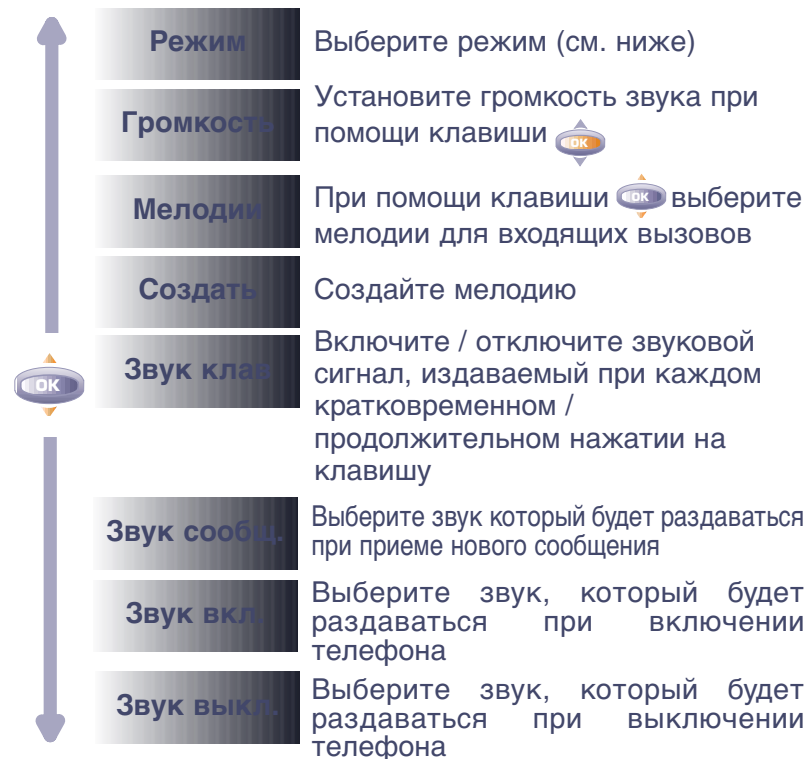 Режим
Выберите режим (см. ниже)
Громкость
Установите громкость звука при
помощи клавиши OK
Мелодии
При помощи клавиши OK выберите
мелодии для входящих вызовов
Создать
Создайте мелодию
OK
Звук клав.
Включите / отключите звуковой
сигнал, издаваемый при каждом
кратковременном /
продолжительном нажатии на
клавишу
Звук сообщ.
Выберите звук который будет раздаваться
при приеме нового сообщения
Звук вкл.
Выберите звук, который будет
раздаваться при включении
телефона
Звук выкл.
Выберите звук, который будет
раздаваться при выключении
телефона